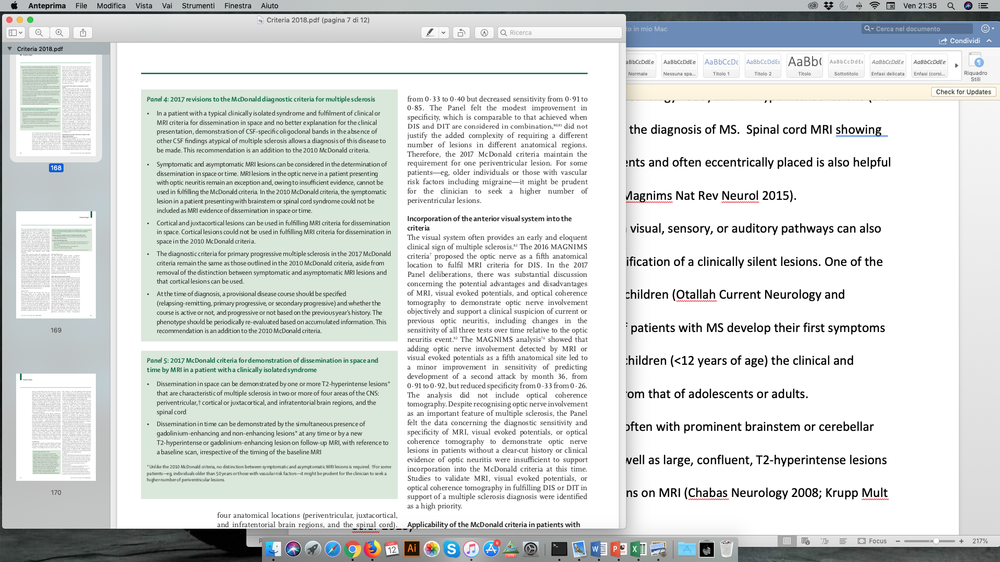 Anteprima File Modifica Vista Vai Strumenti Finestra Aiuto
Ven 21:35
Criteria 2018.pdf (pagina 7 di 12)
Ricerca
Criteria 2018.pdf
168
169
170
Panel 4: 2017 revisions to the McDonald diagnostic criteria for multiple sclerosis
• In a patient with a typical clinically isolated syndrome and fulfilment of clinical or
MRI criteria for dissemination in space and no better explanation for the clinical
presentation, demonstration of CSF-specific oligoclonal bands in the absence of
other CSF findings atypical of multiple sclerosis allows a diagnosis of this disease to
be made. This recommendation is an addition to the 2010 McDonald criteria.
• Symptomatic and asymptomatic MRI lesions can be considered in the determination of
dissemination in space or time. MRI lesions in the optic nerve in a patient presenting
with optic neuritis remain an exception and, owing to insufficient evidence, cannot be
used in fulfilling the McDonald criteria. In the 2010 McDonald criteria, the symptomatic
lesion in a patient presenting with brainstem or spinal cord syndrome could not be
included as MRI evidence of dissemination in space or time.
• Cortical and juxtacortical lesions can be used in fulfilling MRI criteria for dissemination
in space. Cortical lesions could not be used in fulfilling MRI criteria for dissemination in
space in the 2010 McDonald criteria.
• The diagnostic criteria for primary progressive multiple sclerosis in the 2017 McDonald
criteria remain the same as those outlined in the 2010 McDonald criteria, aside from
removal of the distinction between symptomatic and asymptomatic MRI lesions and
that cortical lesions can be used.
• At the time of diagnosis, a provisional disease course should be specified
(relapsing-remitting, primary progressive, or secondary progressive) and whether the
course is active or not, and progressive or not based on the previous year's history. The
phenotype should be periodically re-evaluated based on accumulated information. This
recommendation is an addition to the 2010 McDonald criteria.
Panel 5: 2017 McDonald criteria for demonstration of dissemination in space and
time by MRI in a patient with a clinically isolated syndrome
• Dissemination in space can be demonstrated by one or more T2-hyperintense lesions*
that are characteristic of multiple sclerosis in two or more of four areas of the CNS:
periventricular,† cortical or juxtacortical, and infratentorial brain regions, and the
spinal cord
• Dissemination in time can be demonstrated by the simultaneous presence of
gadolinium-enhancing and non-enhancing lesions* at any time or by a new
T2-hyperintense or gadolinium-enhancing lesion on follow-up MRI, with reference to
a baseline scan, irrespective of the timing of the baseline MRI
*Unlike the 2010 McDonald criteria, no distinction between symptomatic and asymptomatic MRI lesions is required. †For some
patients—eg, individuals older than 50 years or those with vascular risk factors—it might be prudent for the clinician to seek a
higher number of periventricular lesions.
four anatomical locations (periventricular, juxtacortical,
and infratentorial brain regions, and the spinal cord).
from 0·33 to 0·40 but decreased sensitivity from 0·91 to
0·85. The Panel felt the modest improvement in
specificity, which is comparable to that achieved when
DIS and DIT are considered in combination,80,81 did not
justify the added complexity of requiring a different
number of lesions in different anatomical regions.
Therefore, the 2017 McDonald criteria maintain the
requirement for one periventricular lesion. For some
patients—eg, older individuals or those with vascular
risk factors including migraine—it might be prudent
for the clinician to seek a higher number of
periventricular lesions.
Incorporation of the anterior visual system into the
criteria
The visual system often provides an early and eloquent
clinical sign of multiple sclerosis.82 The 2016 MAGNIMS
criteria7 proposed the optic nerve as a fifth anatomical
location to fulfil MRI criteria for DIS. In the 2017
Panel deliberations, there was substantial discussion
concerning the potential advantages and disadvantages
of MRI, visual evoked potentials, and optical coherence
tomography to demonstrate optic nerve involvement
objectively and support a clinical suspicion of current or
previous optic neuritis, including changes in the
sensitivity of all three tests over time relative to the optic
neuritis event.82 The MAGNIMS analysis76 showed that
adding optic nerve involvement detected by MRI or
visual evoked potentials as a fifth anatomical site led to
a minor improvement in sensitivity of predicting
development of a second attack by month 36, from
0·91 to 0·92, but reduced specificity from 0·33 from 0·26.
The analysis did not include optical coherence
tomography. Despite recognising optic nerve involvement
as an important feature of multiple sclerosis, the Panel
felt the data concerning the diagnostic sensitivity and
specificity of MRI, visual evoked potentials, or optical
coherence tomography to demonstrate optic nerve
lesions in patients without a clear-cut history or clinical
evidence of optic neuritis were insufficient to support
incorporation into the McDonald criteria at this time.
Studies to validate MRI, visual evoked potentials, or
optical coherence tomography in fulfilling DIS or DIT in
support of a multiple sclerosis diagnosis were identified
as a high priority.
Applicability of the McDonald criteria in patients with
to in mio Mac
Cerca nel documento
Condividi
aBbCcDdEe AaBbCcDdEe AaBbCcDc AaBbCcDdEe AaBb( AaBbCcDdEe AaBbCcDdEe AaBbCcDdEe
Normale Nessuna spa... Titolo 1 Titolo 2 Titolo Sottotitolo Enfasi delicata Enfasi (corsi...
Riquadro
Stili
Check for Updates
the diagnosis of MS. Spinal cord MRI showing
ents and often eccentrically placed is also helpful
Magnims Nat Rev Neurol 2015).
visual, sensory, or auditory pathways can also
ification of a clinically silent lesions. One of the
children (Otallah Current Neurology and
f patients with MS develop their first symptoms
children (<12 years of age) the clinical and
om that of adolescents or adults.
often with prominent brainstem or cerebellar
well as large, confluent, T2-hyperintense lesions
ns on MRI (Chabas Neurology 2008; Krupp Mult
P
Focus
217%
LUG
12
Ai
6
LITE